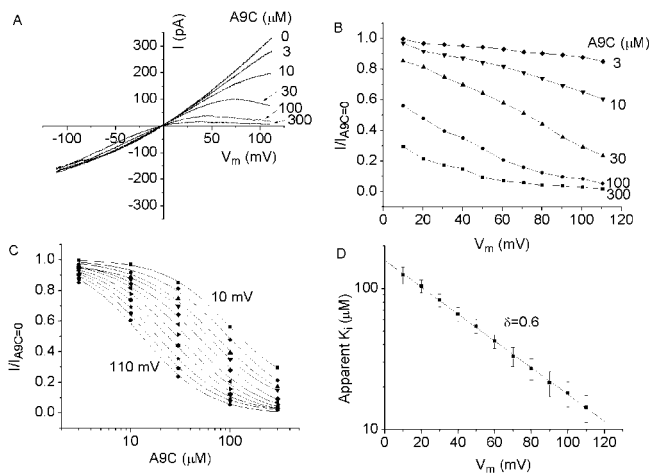 A
I (pA)
A9C (μM)
300
200
100
0
3
10
30
100
300
-100
-50
50
100
-100
-200
-300
V_m (mV)
B
A9C (μM)
I/I_A9C=0
1.0
0.8
0.6
0.4
0.2
0.0
3
10
30
100
300
0 20 40 60 80 100 120
V_m (mV)
C
I/I_A9C=0
1.0
0.8
0.6
0.4
0.2
0.0
10 mV
110 mV
10 100
A9C (μM)
D
Apparent K_i (μM)
100
10
δ=0.6
0 20 40 60 80 100 120
V_m (mV)